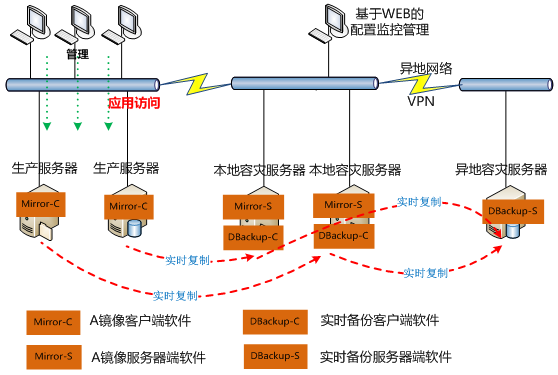 基于WEB的
配置监控管理
管理
异地网络
应用访问
VPN
生产服务器
生产服务器
本地容灾服务器
本地容灾服务器
异地容灾服务器
Mirror-C
Mirror-C
Mirror-S
Mirror-S
DBackup-S
DBackup-C
DBackup-C
实时复制
实时复制
实时复制
实时复制
Mirror-C
A镜像客户端软件
DBackup-C
实时备份客户端软件
Mirror-S
A镜像服务器端软件
DBackup-S
实时备份服务器端软件